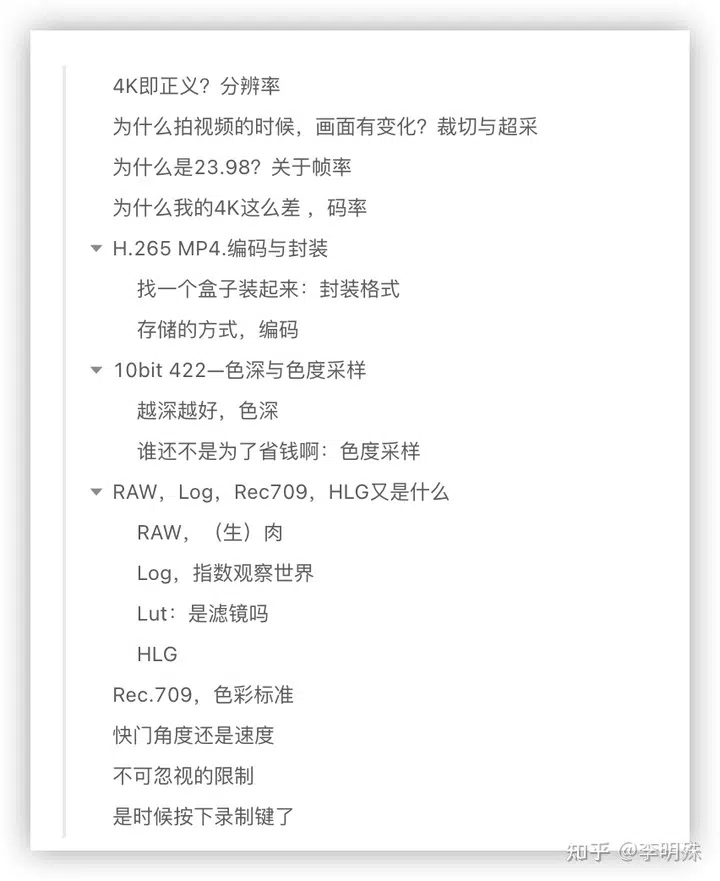 4K即正义？分辨率
为什么拍视频的时候，画面有变化？裁切与超采
为什么是23.98？关于帧率
为什么我的4K这么差 ，码率
H.265 MP4.编码与封装
找一个盒子装起来：封装格式
存储的方式，编码
10bit 422—色深与色度采样
越深越好，色深
谁还不是为了省钱啊：色度采样
RAW，Log，Rec709，HLG又是什么
RAW，（生）肉
Log，指数观察世界
Lut：是滤镜吗
HLG
Rec.709，色彩标准
快门角度还是速度
不可忽视的限制
是时候按下录制键了
知乎 @李明殊